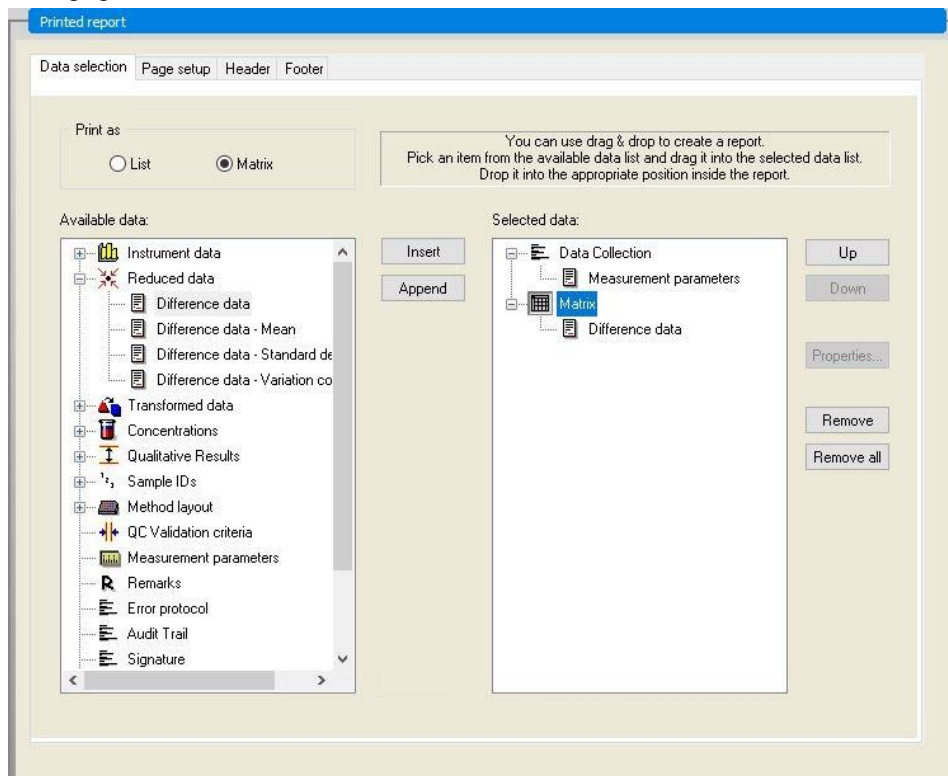 Printed report
Data selection Page setup Header Footer
Print as
List Matrix
You can use drag & drop to create a report.
Pick an item from the available data list and drag it into the selected data list.
Drop it into the appropriate position inside the report.
Available data:
Instrument data
Reduced data
Difference data
Difference data - Mean
Difference data - Standard de
Difference data - Variation co
Transformed data
Concentrations
Qualitative Results
Sample IDs
Method layout
QC Validation criteria
Measurement parameters
Remarks
Error protocol
Audit Trail
Signature
Insert
Append
Selected data:
Data Collection
Measurement parameters
Matrix
Difference data
Up
Down
Properties...
Remove
Remove all